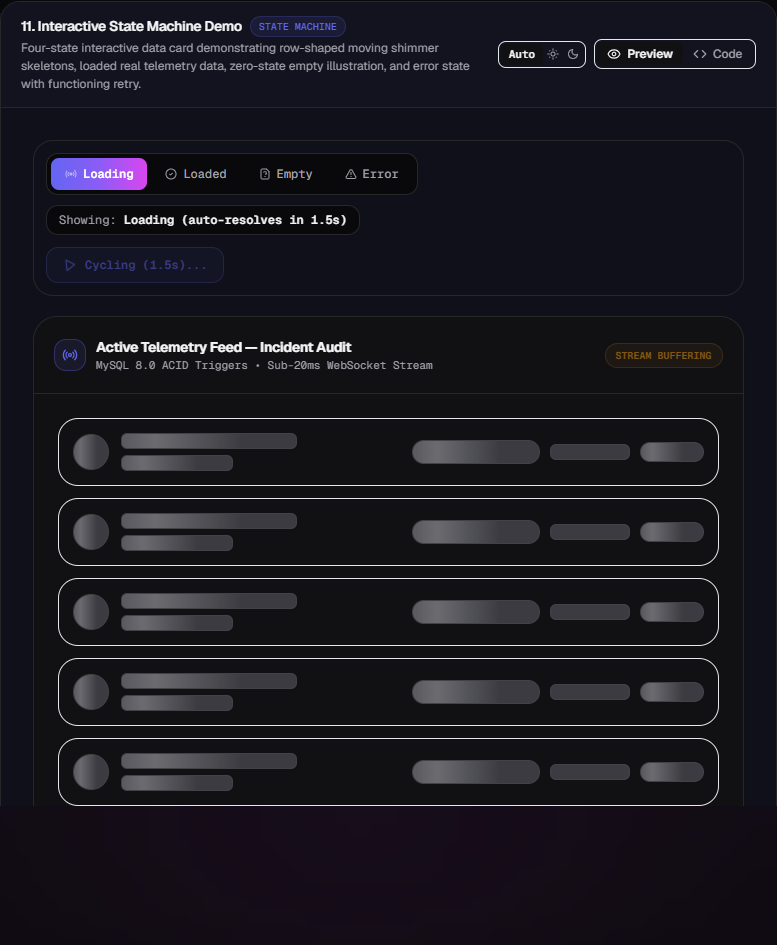 11. Interactive State Machine Demo STATE MACHINE
Four-state interactive data card demonstrating row-shaped moving shimmer
skeletons, loaded real telemetry data, zero-state empty illustration, and error state
with functioning retry.
Auto Preview Code
Loading Loaded Empty Error
Showing: Loading (auto-resolves in 1.5s)
Cycling (1.5s)...
Active Telemetry Feed — Incident Audit
MySQL 8.0 ACID Triggers • Sub-20ms WebSocket Stream
STREAM BUFFERING